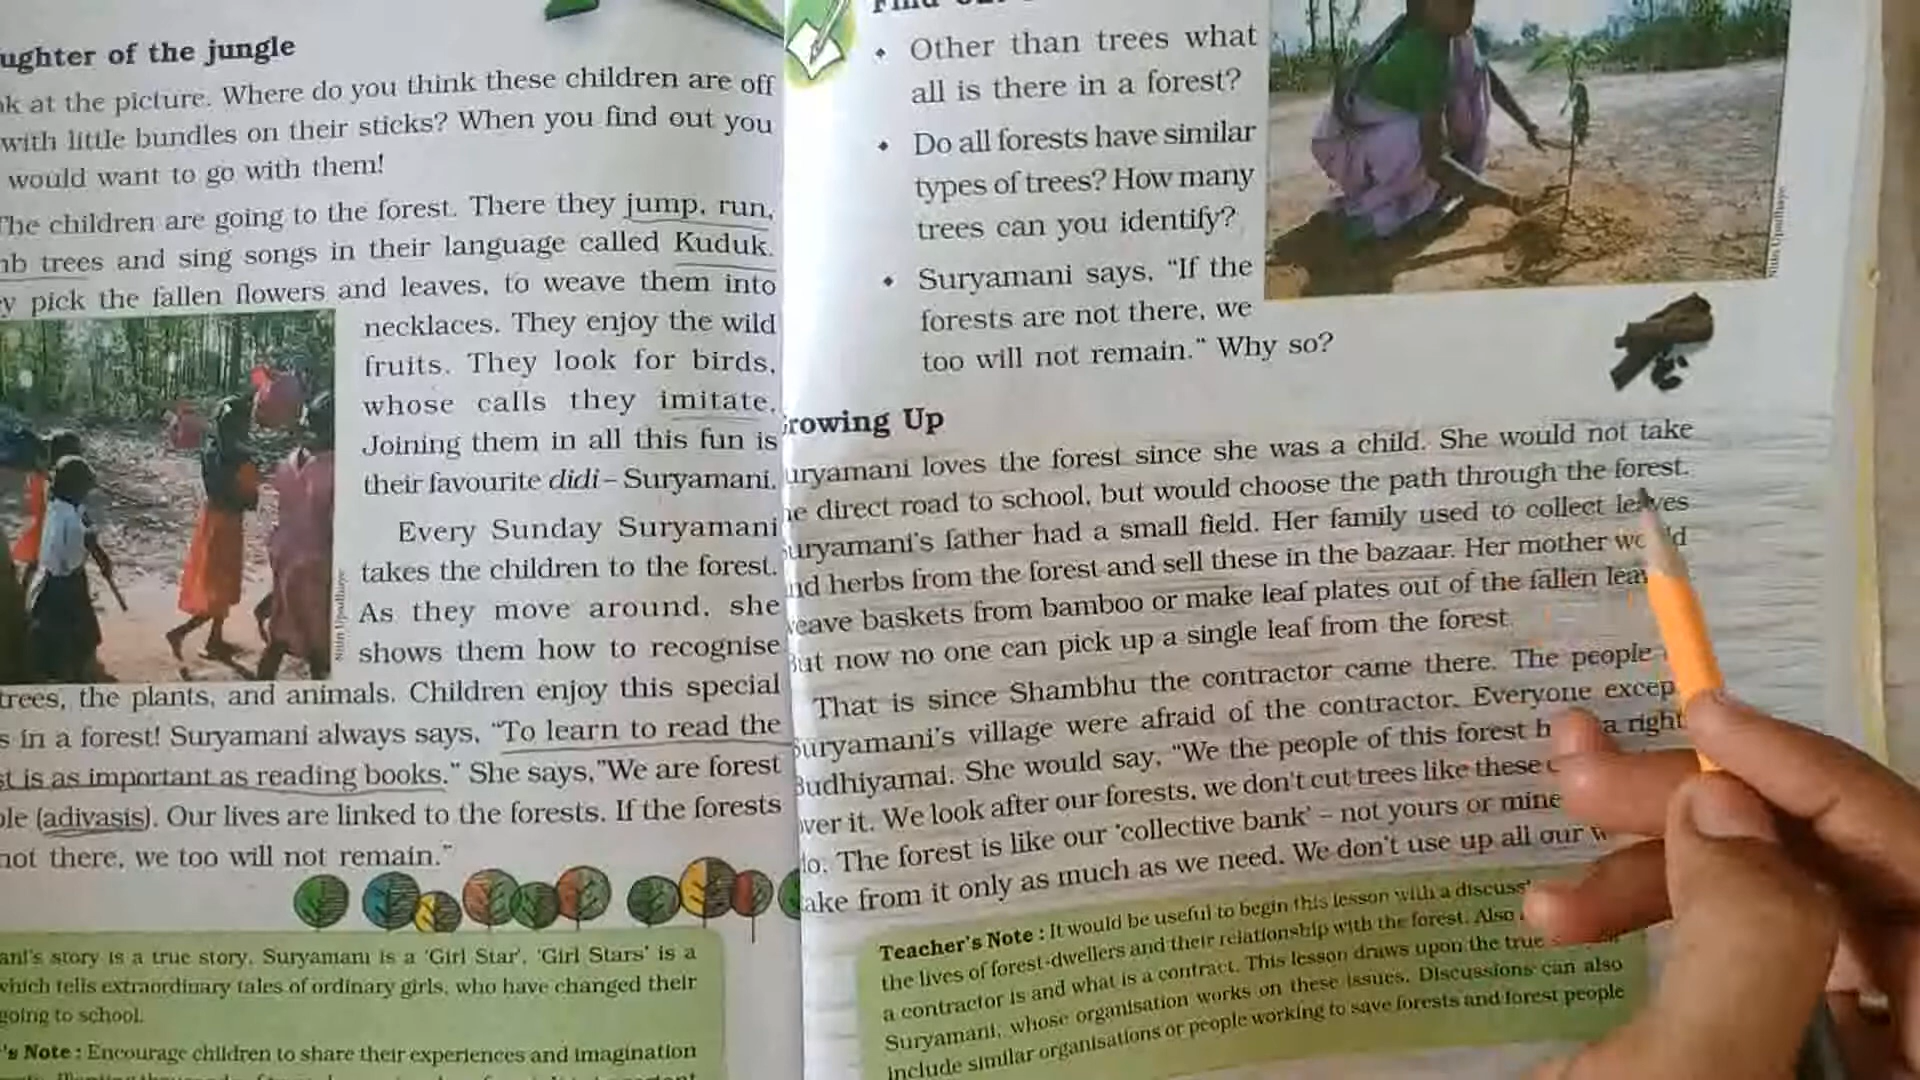 ughter of the jungle
k at the picture. Where do you think these children are off
with little bundles on their sticks? When you find out you
would want to go with them!
The children are going to the forest. There they jump, run,
mb trees and sing songs in their language called Kuduk.
y pick the fallen flowers and leaves, to weave them into
necklaces. They enjoy the wild
fruits. They look for birds,
whose calls they imitate.
Joining them in all this fun is
their favourite didi – Suryamani.
Every Sunday Suryamani
takes the children to the forest.
As they move around, she
shows them how to recognise
trees, the plants, and animals. Children enjoy this special
s in a forest! Suryamani always says, "To learn to read the
st is as important as reading books." She says,"We are forest
ple (adivasis). Our lives are linked to the forests. If the forests
not there, we too will not remain."
Nitin Upadhaye
ani's story is a true story. Suryamani is a 'Girl Star'. 'Girl Stars' is a
which tells extraordinary tales of ordinary girls, who have changed their
going to school.
's Note : Encourage children to share their experiences and imagination
Find Out
• Other than trees what
all is there in a forest?
• Do all forests have similar
types of trees? How many
trees can you identify?
• Suryamani says, "If the
forests are not there, we
too will not remain." Why so?
Nitin Upadhaye
Growing Up
uryamani loves the forest since she was a child. She would not take
he direct road to school, but would choose the path through the forest.
Suryamani's father had a small field. Her family used to collect leaves
nd herbs from the forest and sell these in the bazaar. Her mother would
weave baskets from bamboo or make leaf plates out of the fallen leav
But now no one can pick up a single leaf from the forest.
That is since Shambhu the contractor came there. The people
Suryamani's village were afraid of the contractor. Everyone excep
Budhiyamai. She would say, "We the people of this forest h a right
over it. We look after our forests, we don't cut trees like these
do. The forest is like our 'collective bank' – not yours or mine
ake from it only as much as we need. We don't use up all our w
Teacher's Note : It would be useful to begin this lesson with a discuss
the lives of forest-dwellers and their relationship with the forest. Also
a contractor is and what is a contract. This lesson draws upon the true
Suryamani, whose organisation works on these issues. Discussions can also
include similar organisations or people working to save forests and forest people